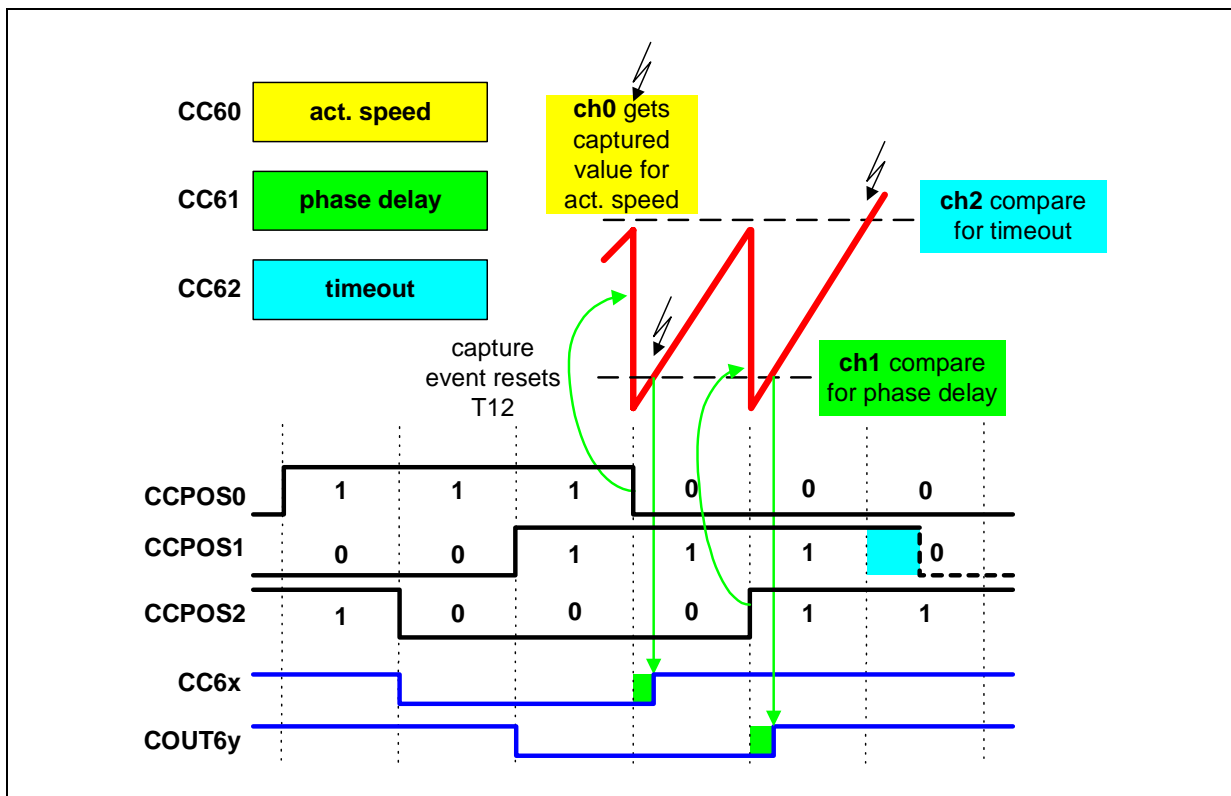 CC60
act. speed
CC61
phase delay
CC62
timeout
ch0 gets
captured
value for
act. speed
ch2 compare
for timeout
capture
event resets
T12
ch1 compare
for phase delay
CCPOS0
1 1 1 0 0 0
CCPOS1
0 0 1 1 1 0
CCPOS2
1 0 0 0 1 1
CC6x
COUT6y